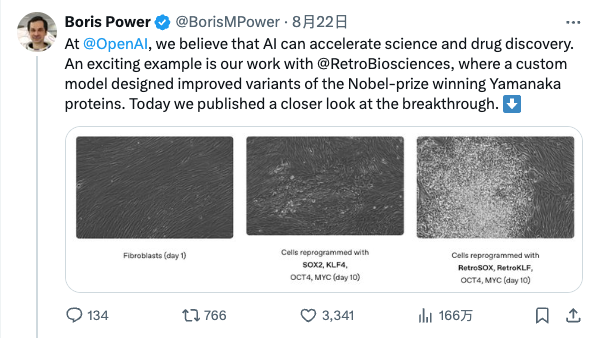 Boris Power @BorisMPower · 8月22日
At @OpenAI, we believe that AI can accelerate science and drug discovery.
An exciting example is our work with @RetroBiosciences, where a custom
model designed improved variants of the Nobel-prize winning Yamanaka
proteins. Today we published a closer look at the breakthrough. ⬇️
Fibroblasts (day 1)
Cells reprogrammed with
SOX2, KLF4,
OCT4, MYC (day 10)
Cells reprogrammed with
RetroSOX, RetroKLF,
OCT4, MYC (day 10)
134 766 3,341 166万